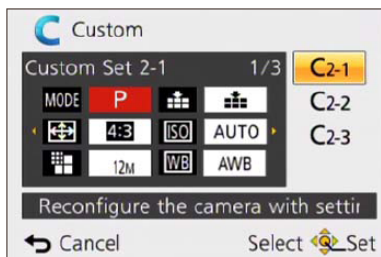 C Custom
Custom Set 2-1 1/3 C2-1
MODE P C2-2
4:3 ISO AUTO C2-3
12M WB AWB
Reconfigure the camera with settir
Cancel Select Q Set